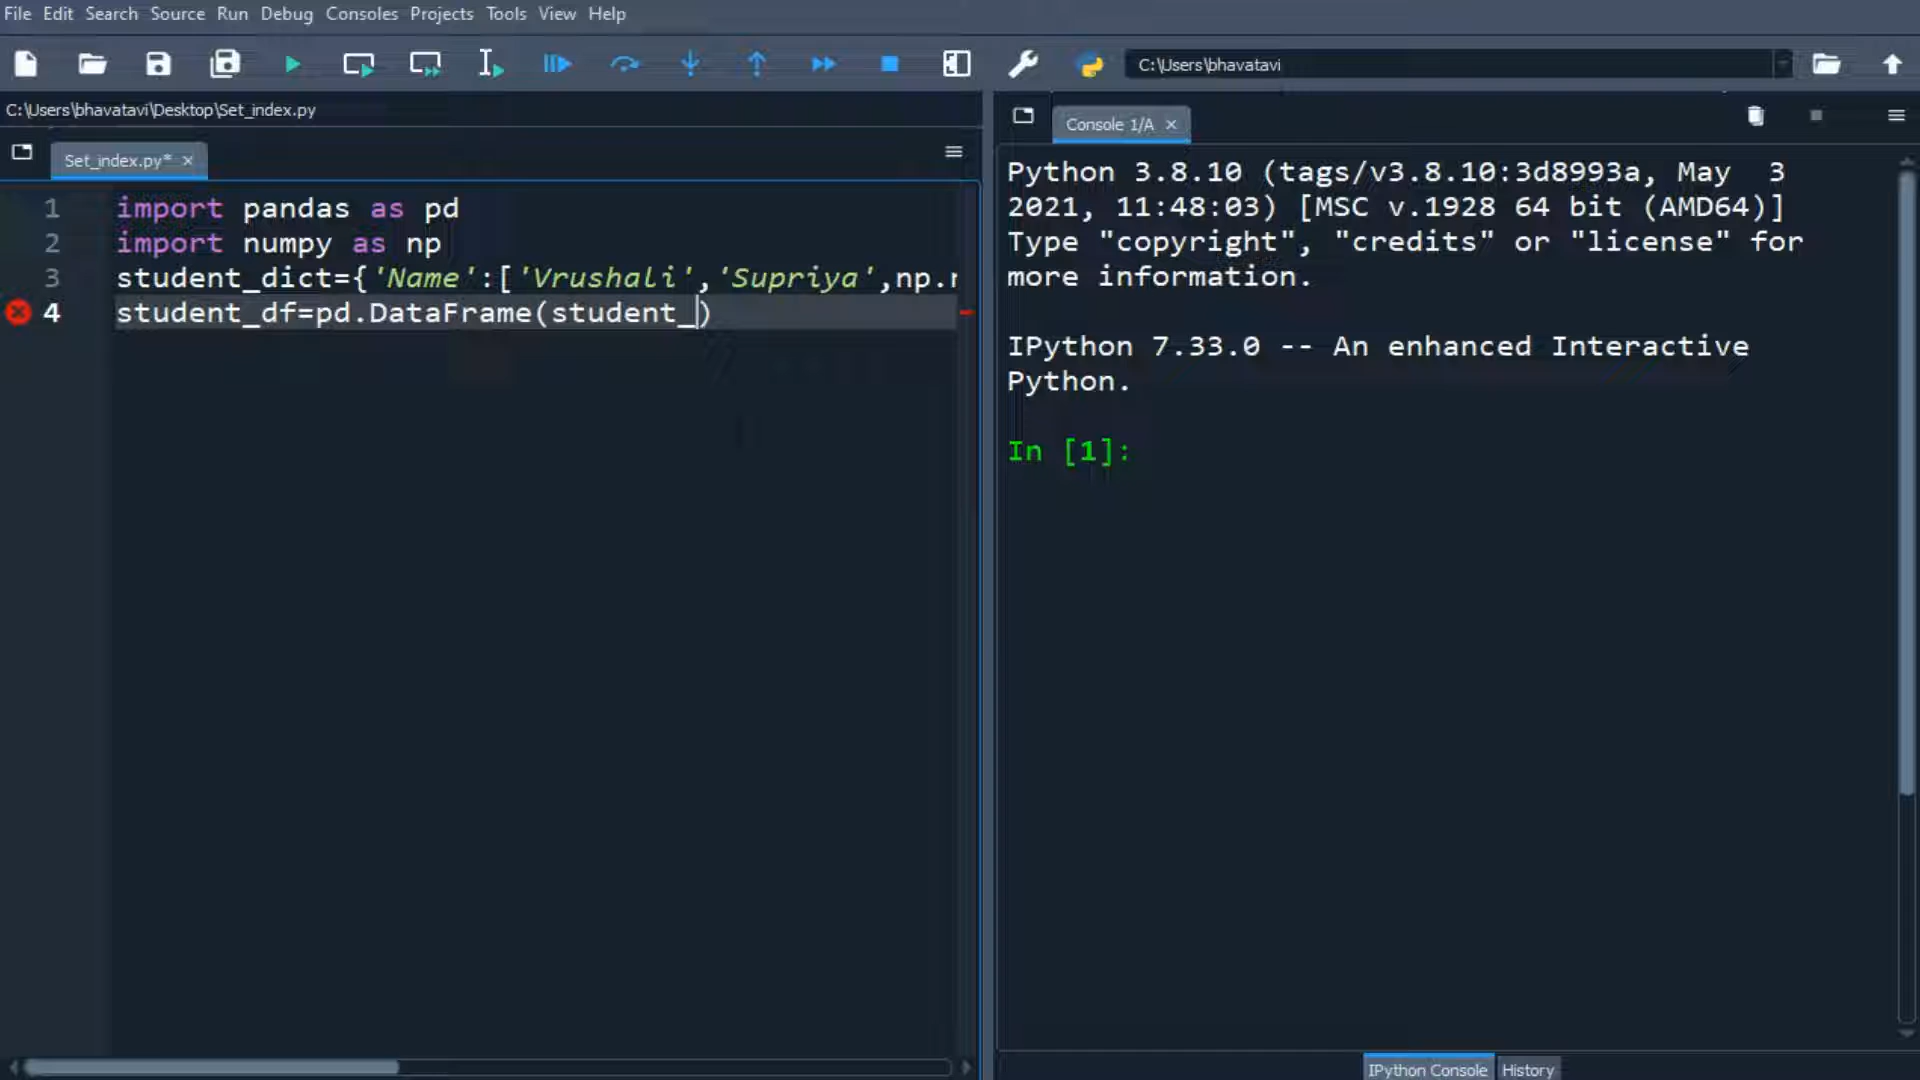 File Edit Search Source Run Debug Consoles Projects Tools View Help
C:\Users\bhavatavi
C:\Users\bhavatavi\Desktop\Set_index.py
Console 1/A
Set_index.py*
1 import pandas as pd
2 import numpy as np
3 student_dict={'Name':['Vrushali','Supriya',np.
4 student_df=pd.DataFrame(student_)
Python 3.8.10 (tags/v3.8.10:3d8993a, May  3
2021, 11:48:03) [MSC v.1928 64 bit (AMD64)]
Type "copyright", "credits" or "license" for
more information.
IPython 7.33.0 -- An enhanced Interactive
Python.
In [1]:
IPython Console History